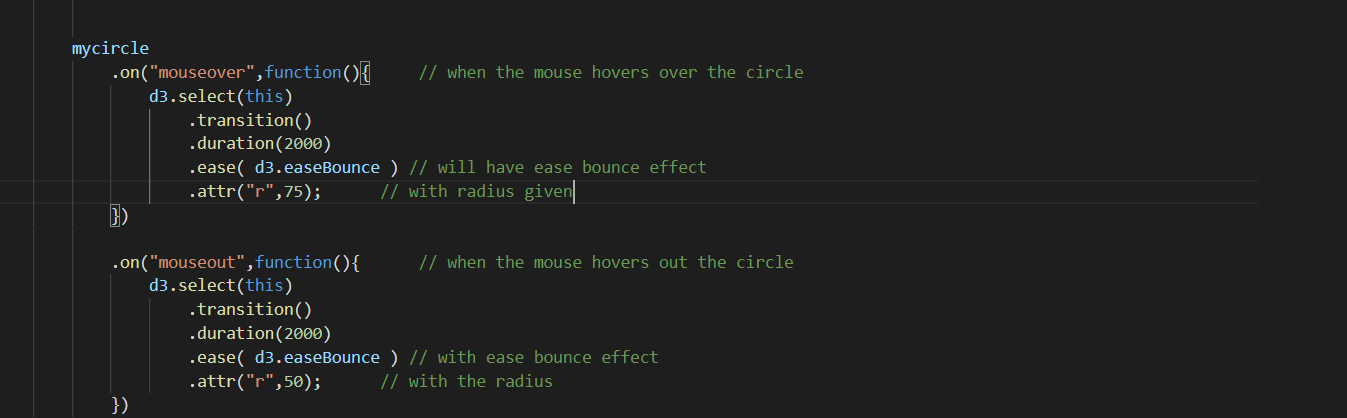 mycircle
.on("mouseover",function(){ // when the mouse hovers over the circle
d3.select(this)
.transition()
.duration(2000)
.ease( d3.easeBounce ) // will have ease bounce effect
.attr("r",75); // with radius given
})
.on("mouseout",function(){ // when the mouse hovers out the circle
d3.select(this)
.transition()
.duration(2000)
.ease( d3.easeBounce ) // with ease bounce effect
.attr("r",50); // with the radius
})